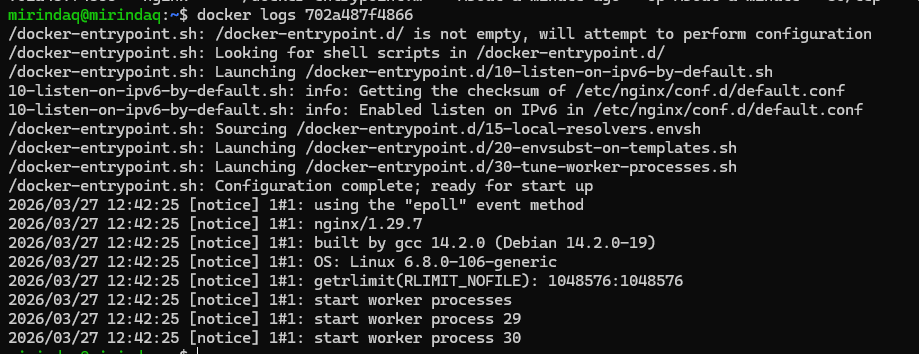 mirindaq@mirindaq:~$ docker logs 702a487f4866
/docker-entrypoint.sh: /docker-entrypoint.d/ is not empty, will attempt to perform configuration
/docker-entrypoint.sh: Looking for shell scripts in /docker-entrypoint.d/
/docker-entrypoint.sh: Launching /docker-entrypoint.d/10-listen-on-ipv6-by-default.sh
10-listen-on-ipv6-by-default.sh: info: Getting the checksum of /etc/nginx/conf.d/default.conf
10-listen-on-ipv6-by-default.sh: info: Enabled listen on IPv6 in /etc/nginx/conf.d/default.conf
/docker-entrypoint.sh: Sourcing /docker-entrypoint.d/15-local-resolvers.envsh
/docker-entrypoint.sh: Launching /docker-entrypoint.d/20-envsubst-on-templates.sh
/docker-entrypoint.sh: Launching /docker-entrypoint.d/30-tune-worker-processes.sh
/docker-entrypoint.sh: Configuration complete; ready for start up
2026/03/27 12:42:25 [notice] 1#1: using the "epoll" event method
2026/03/27 12:42:25 [notice] 1#1: nginx/1.29.7
2026/03/27 12:42:25 [notice] 1#1: built by gcc 14.2.0 (Debian 14.2.0-19)
2026/03/27 12:42:25 [notice] 1#1: OS: Linux 6.8.0-106-generic
2026/03/27 12:42:25 [notice] 1#1: getrlimit(RLIMIT_NOFILE): 1048576:1048576
2026/03/27 12:42:25 [notice] 1#1: start worker processes
2026/03/27 12:42:25 [notice] 1#1: start worker process 29
2026/03/27 12:42:25 [notice] 1#1: start worker process 30